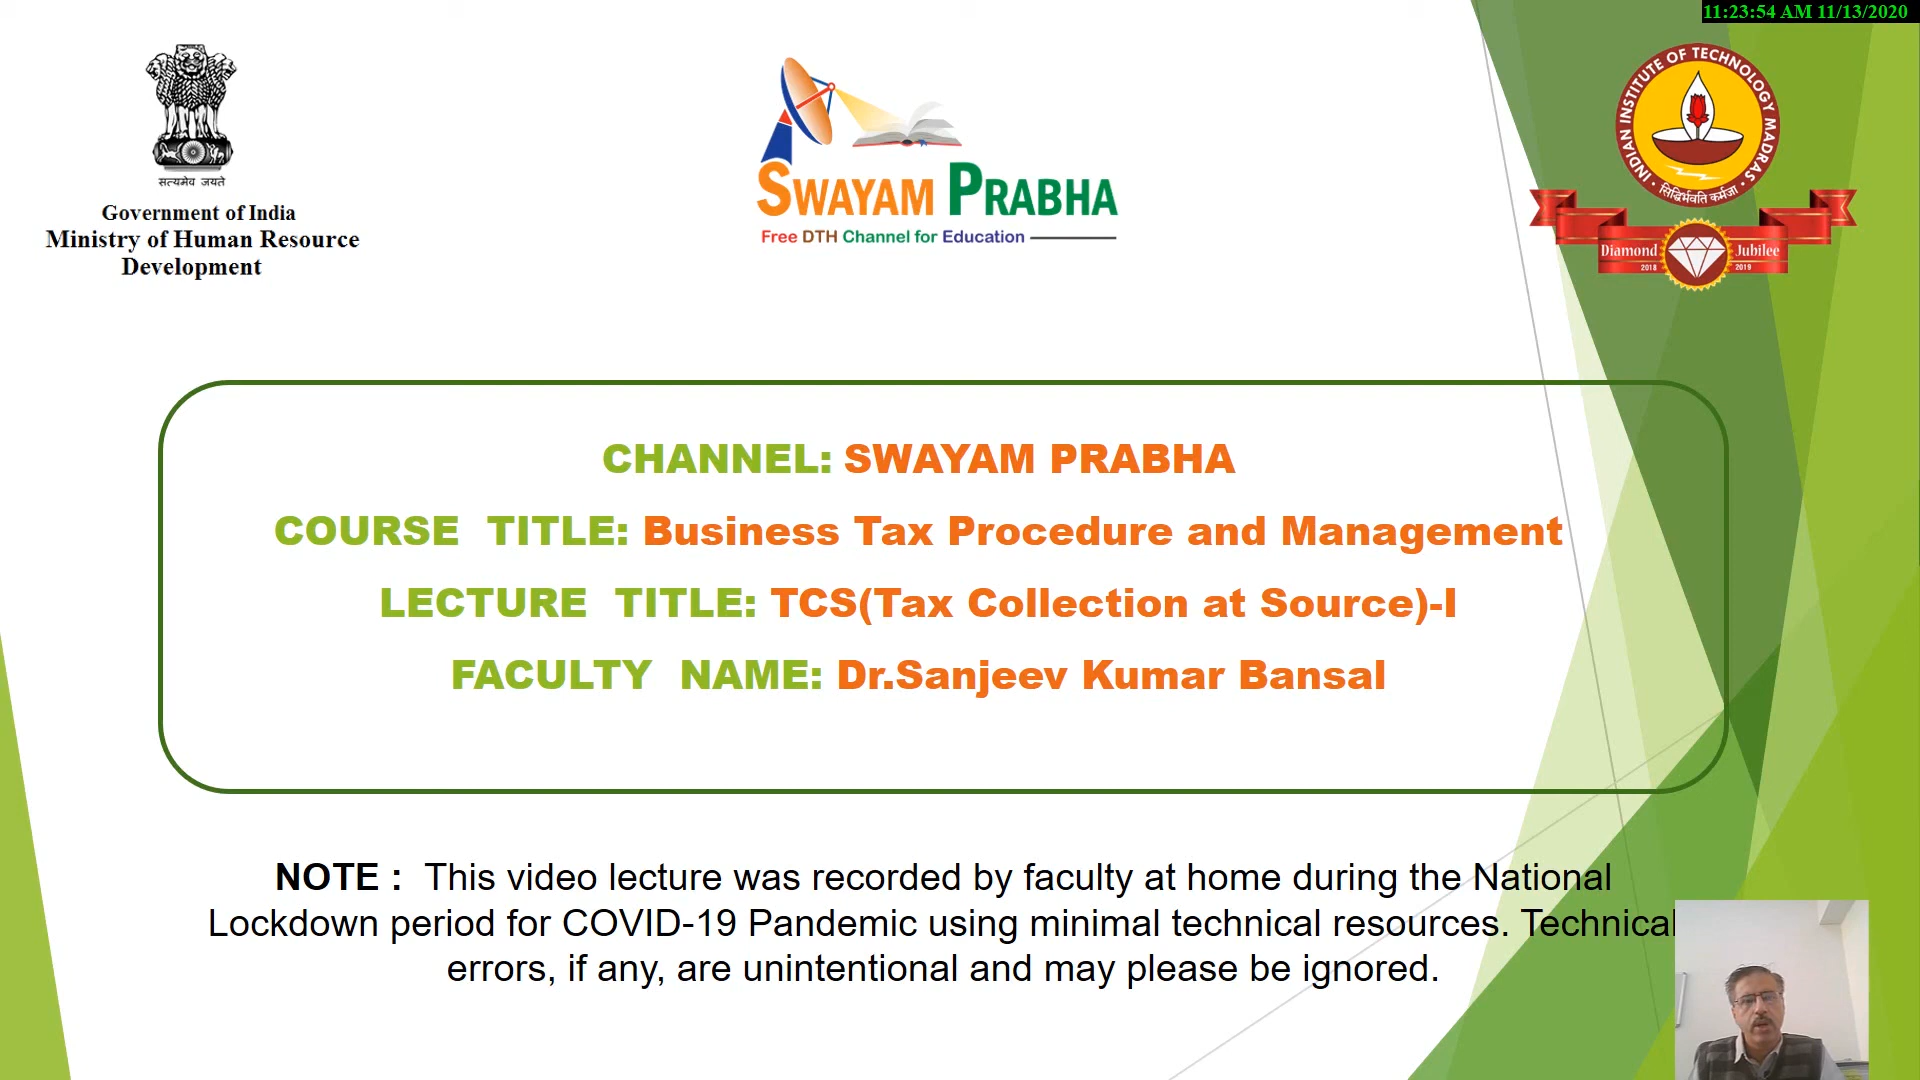 11:23:54 AM 11/13/2020
सत्यमेव जयते
Government of India
Ministry of Human Resource
Development
SWAYAM PRABHA
Free DTH Channel for Education
INDIAN INSTITUTE OF TECHNOLOGY MADRAS
सिद्धिर्भवति कर्मजा
Diamond Jubilee
2018 2019
CHANNEL: SWAYAM PRABHA
COURSE TITLE: Business Tax Procedure and Management
LECTURE TITLE: TCS(Tax Collection at Source)-I
FACULTY NAME: Dr.Sanjeev Kumar Bansal
NOTE : This video lecture was recorded by faculty at home during the National
Lockdown period for COVID-19 Pandemic using minimal technical resources. Technical
errors, if any, are unintentional and may please be ignored.